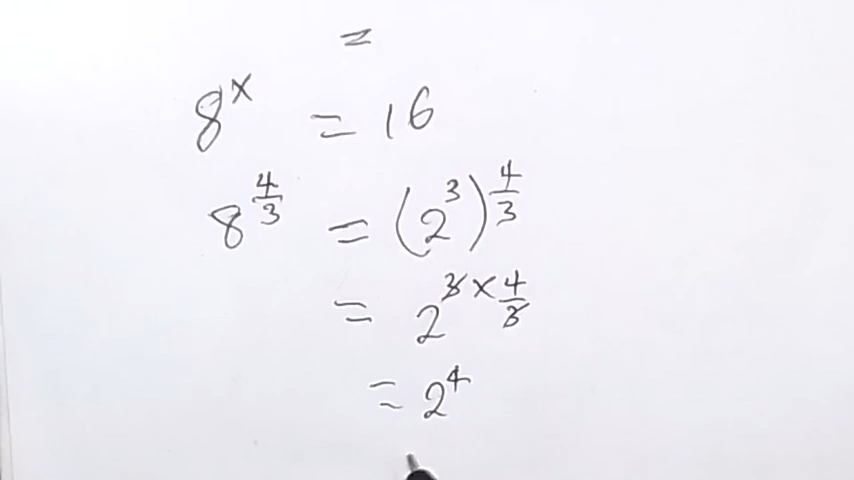 =
8^x = 16
8^(4/3) = (2^3)^(4/3)
= 2^(3×4/3)
= 2^4